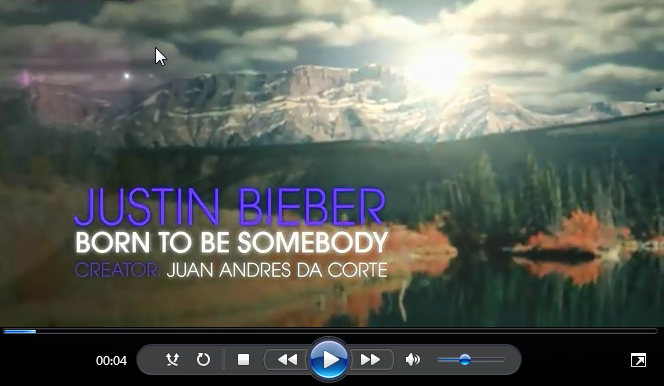 JUSTIN BIEBER
BORN TO BE SOMEBODY
CREATOR: JUAN ANDRES DA CORTE
00:04